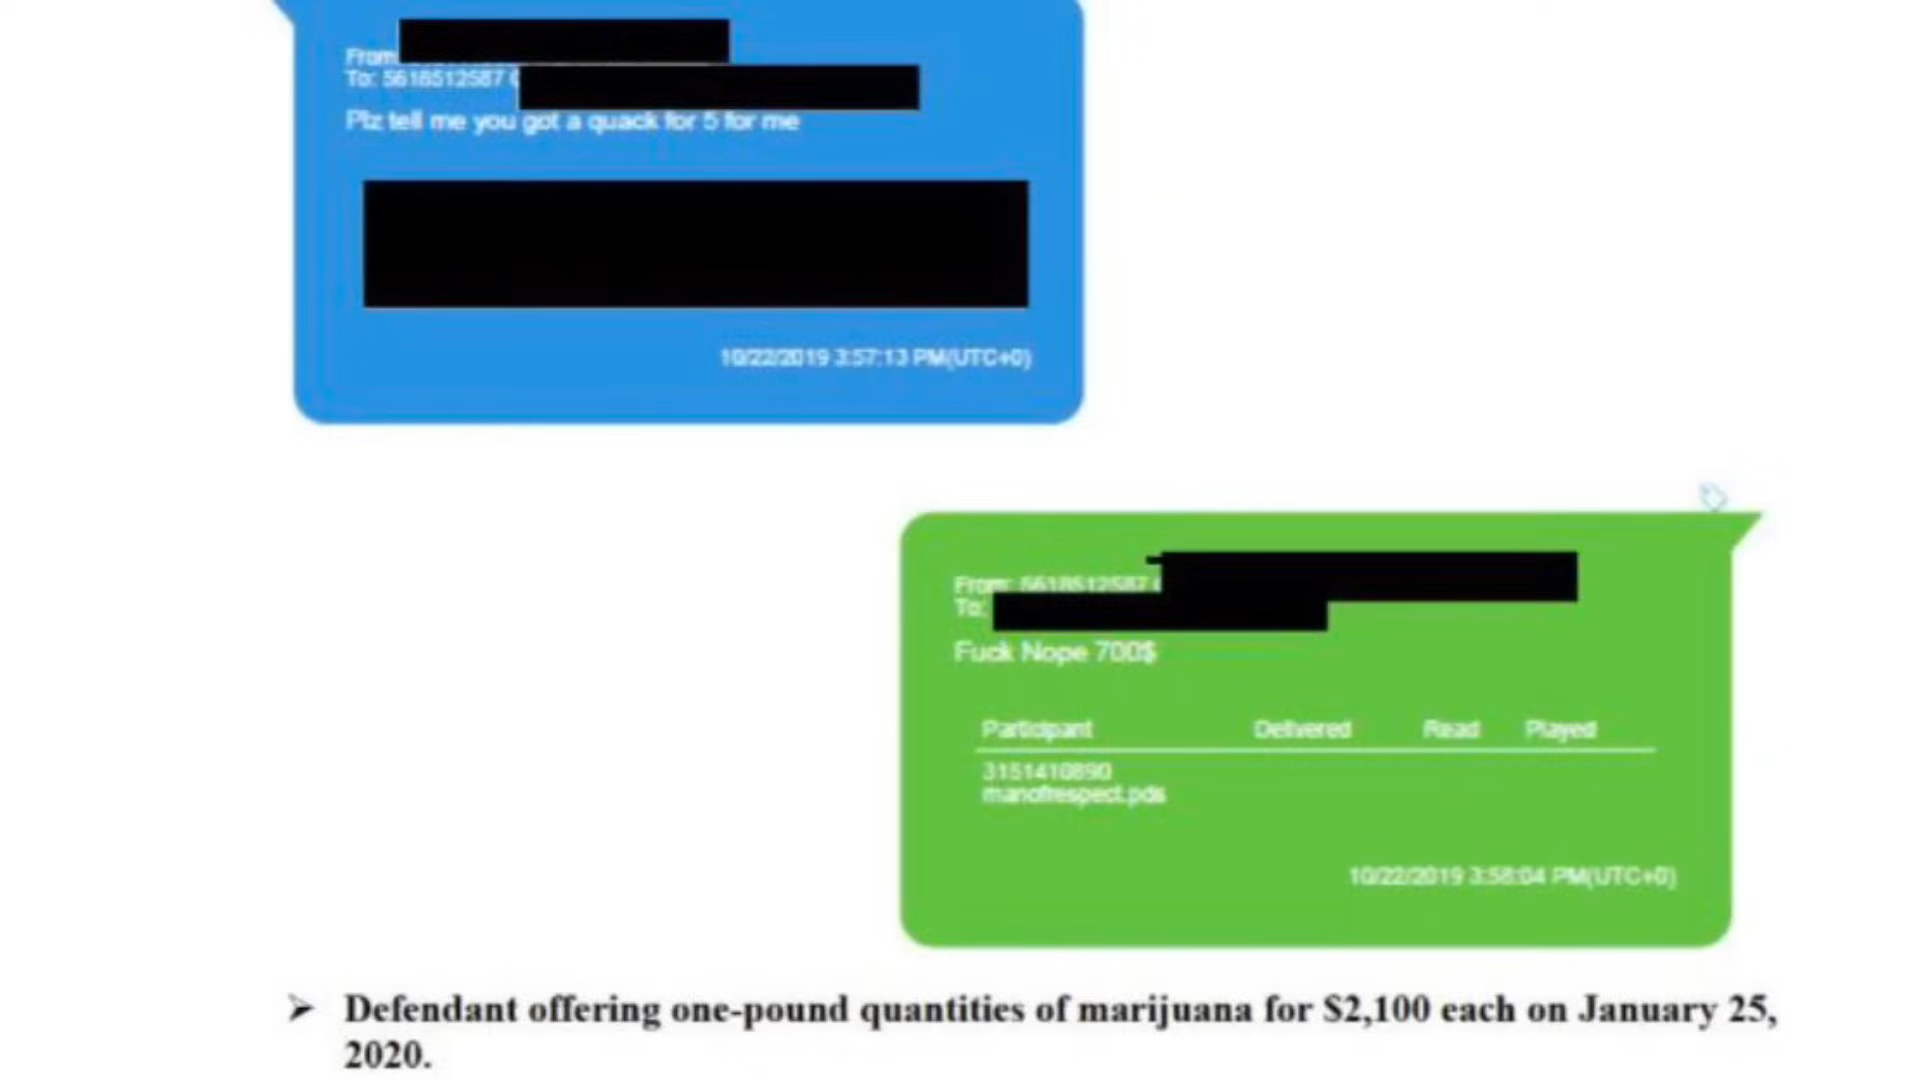 From
To: 5618512587
Plz tell me you got a quack for 5 for me
10/22/2019 3:57:13 PM(UTC+0)
From: 5618512587
To:
Fuck Nope 700$
Participant Delivered Read Played
3151410890
manofrespect.pds
10/22/2019 3:58:04 PM(UTC+0)
➤ Defendant offering one-pound quantities of marijuana for $2,100 each on January 25,
2020.